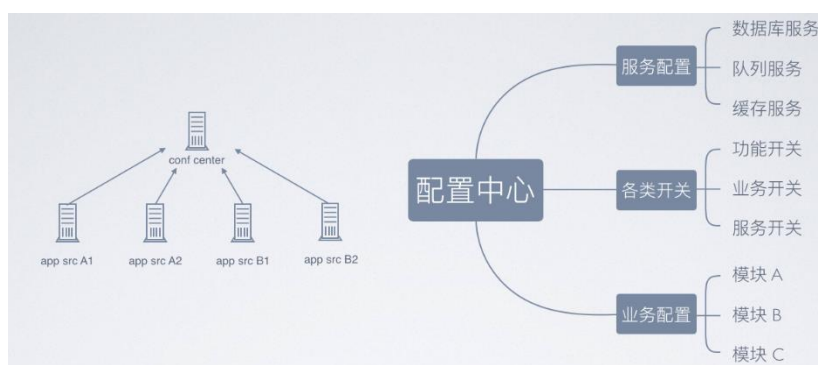 conf center
app src A1
app src A2
app src B1
app src B2
配置中心
服务配置
数据库服务
队列服务
缓存服务
各类开关
功能开关
业务开关
服务开关
业务配置
模块 A
模块 B
模块 C